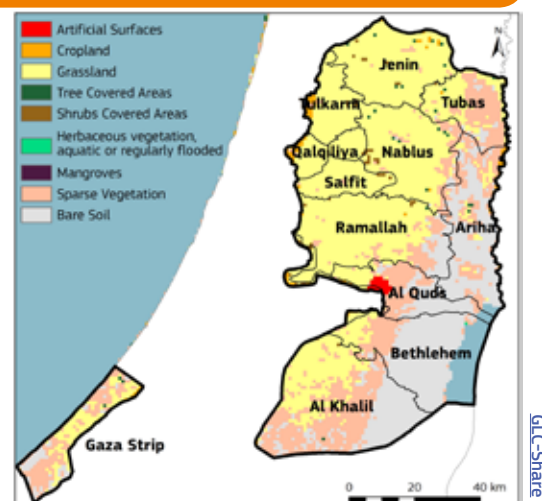 Artificial Surfaces
Cropland
Grassland
Tree Covered Areas
Shrubs Covered Areas
Herbaceous vegetation,
aquatic or regularly flooded
Mangroves
Sparse Vegetation
Bare Soil
N
Jenin
Tulkarm
Tubas
Qalqiliya
Nablus
Salfit
Ramallah
Ariha
Al Quds
Bethlehem
Al Khalil
Gaza Strip
0 20 40 km
GLC-Share